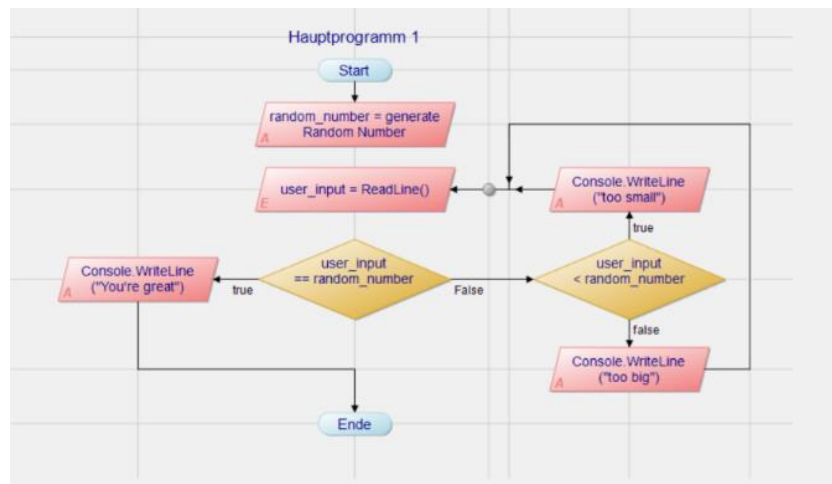 Hauptprogramm 1
Start
random_number = generate
Random Number
A
user_input = ReadLine()
E
Console.WriteLine
("too small")
A
true
user_input
== random_number
true
False
Console.WriteLine
("You're great")
A
user_input
< random_number
false
Console.WriteLine
("too big")
A
Ende